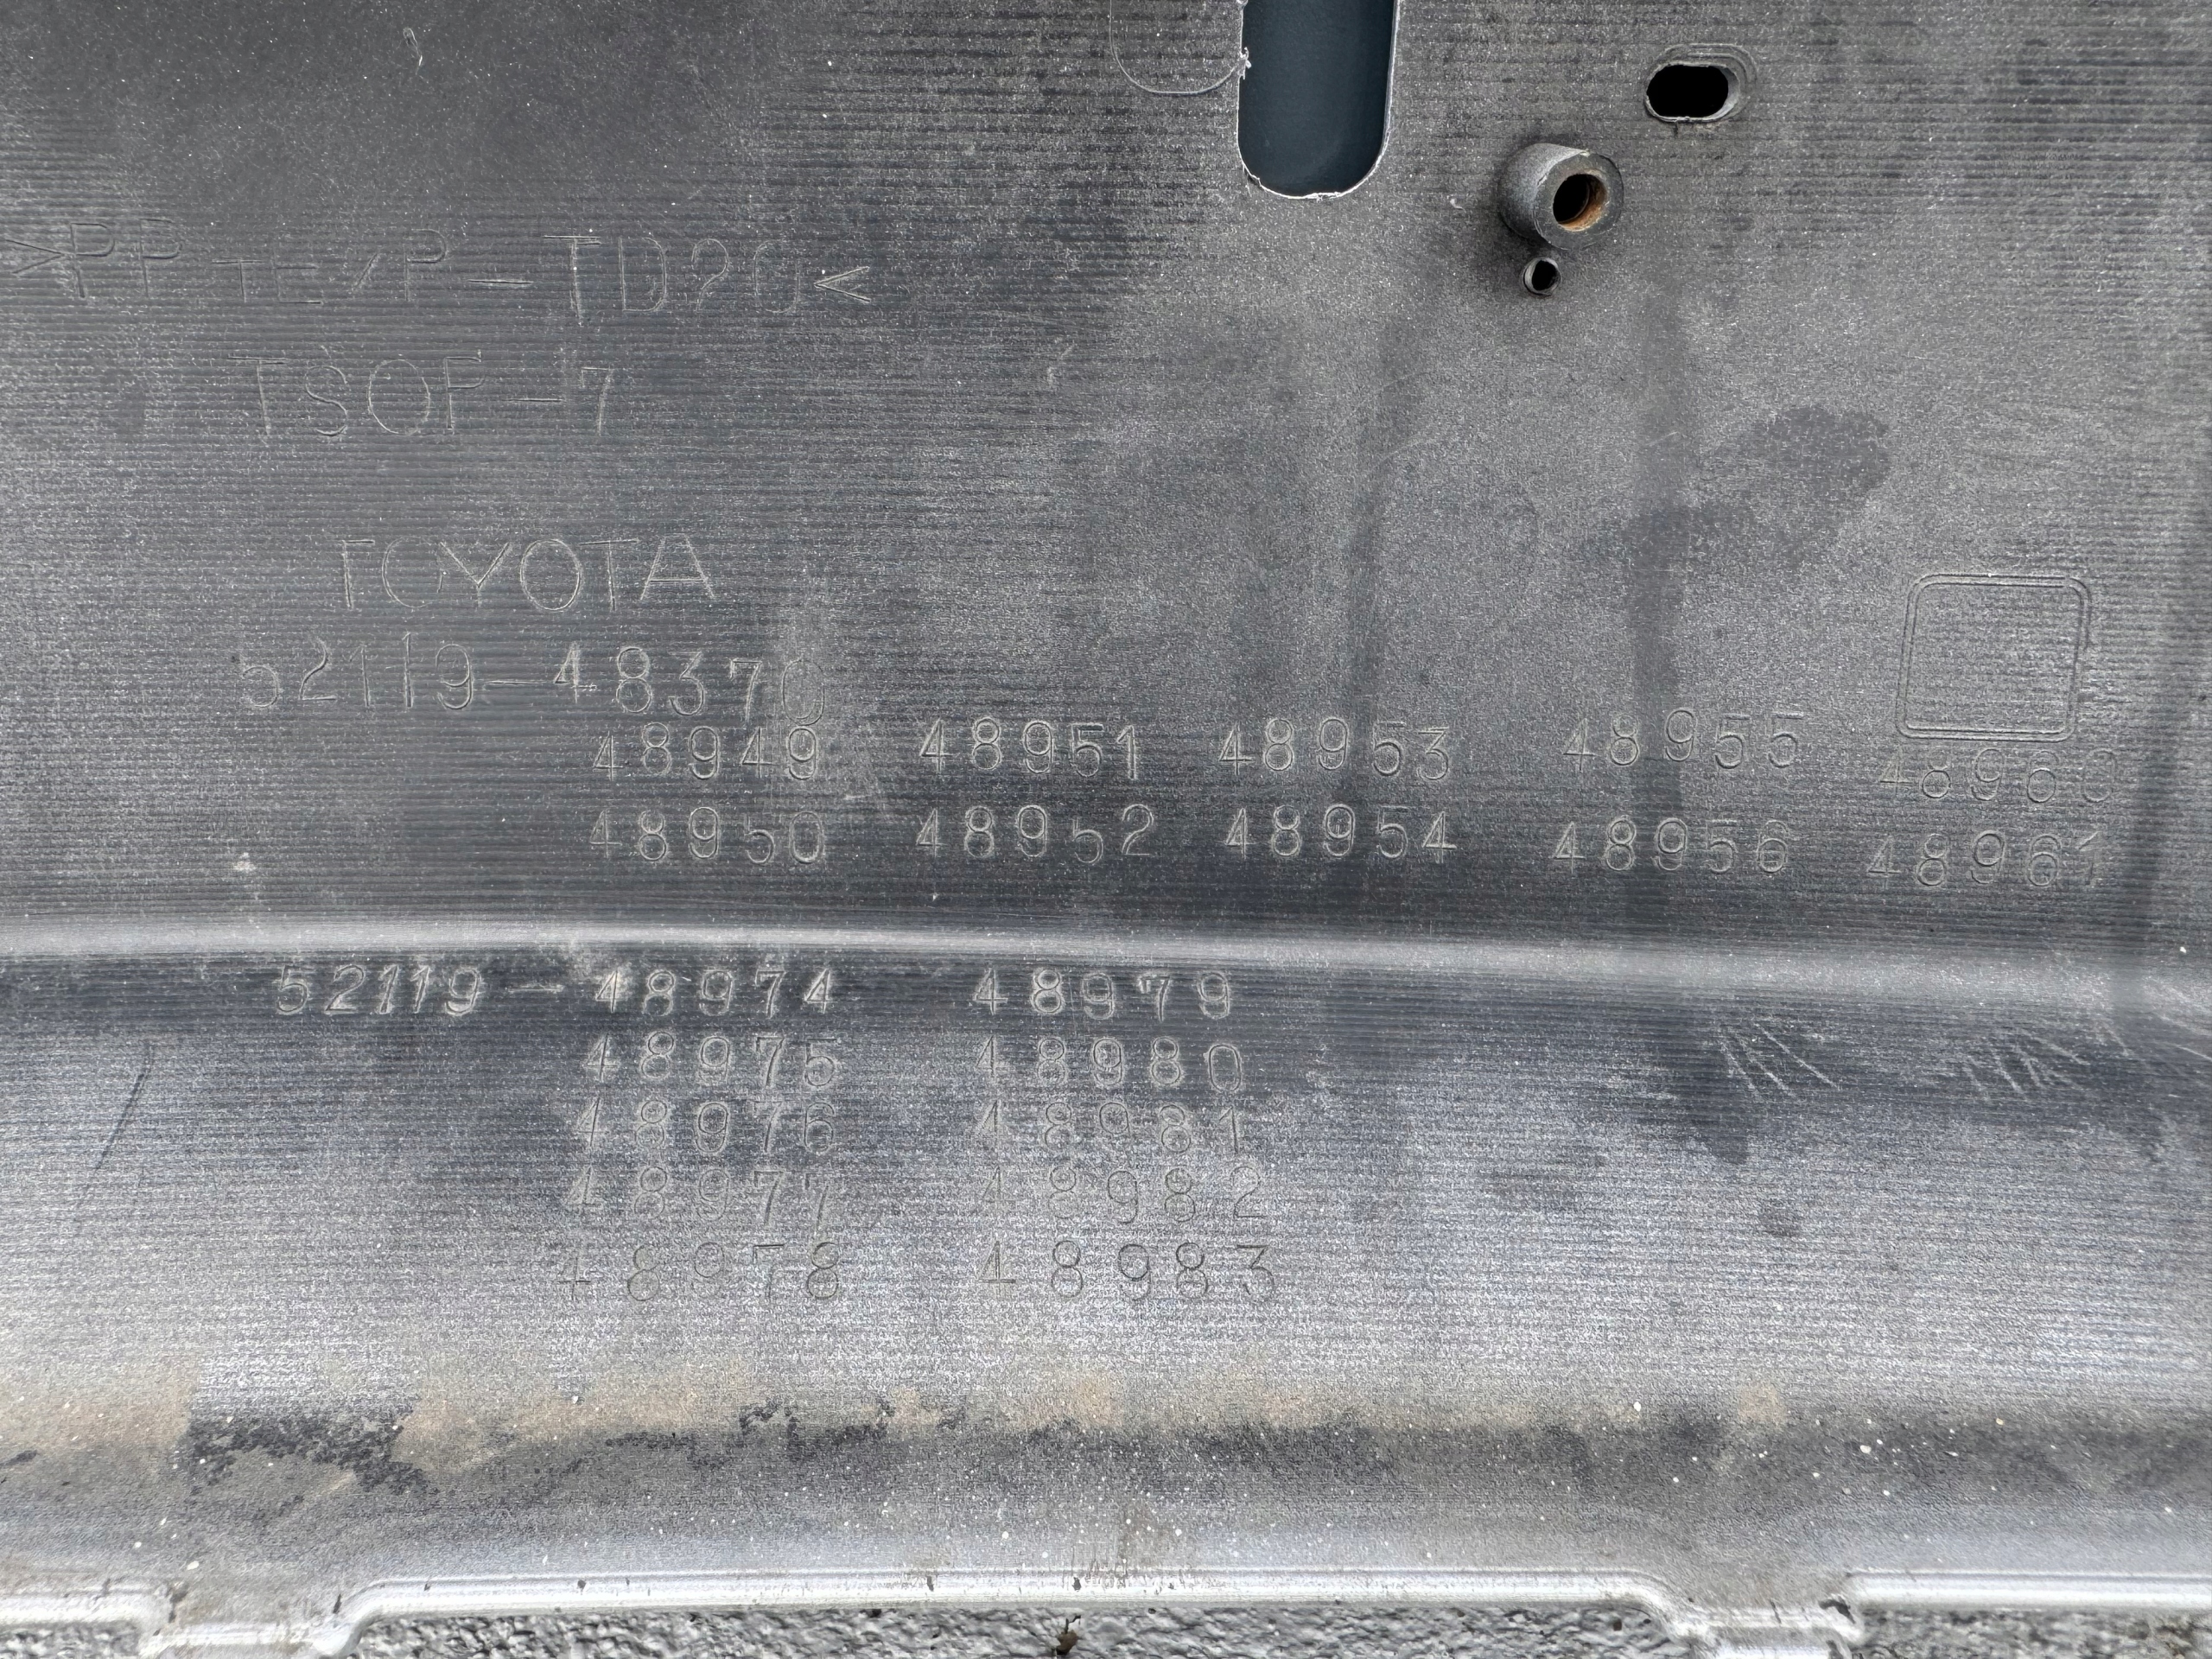 >PP+E/P-TD20<
TSOP-7
TOYOTA
52119-48370
48949 48951 48953 48955 48960
48950 48952 48954 48956 48961
52119-48974 48979
48975 48980
48976 48981
48977 48982
48978 48983